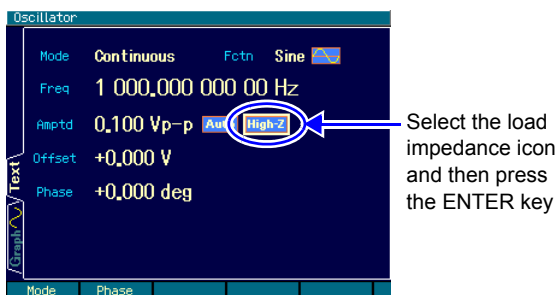 Oscillator
Mode Continuous Fctn Sine
Freq 1 000.000 000 00 Hz
Amptd 0.100 Vp-p Auto High-Z
Offset +0.000 V
Phase +0.000 deg
Text
Graph
Mode Phase
Select the load
impedance icon
and then press
the ENTER key